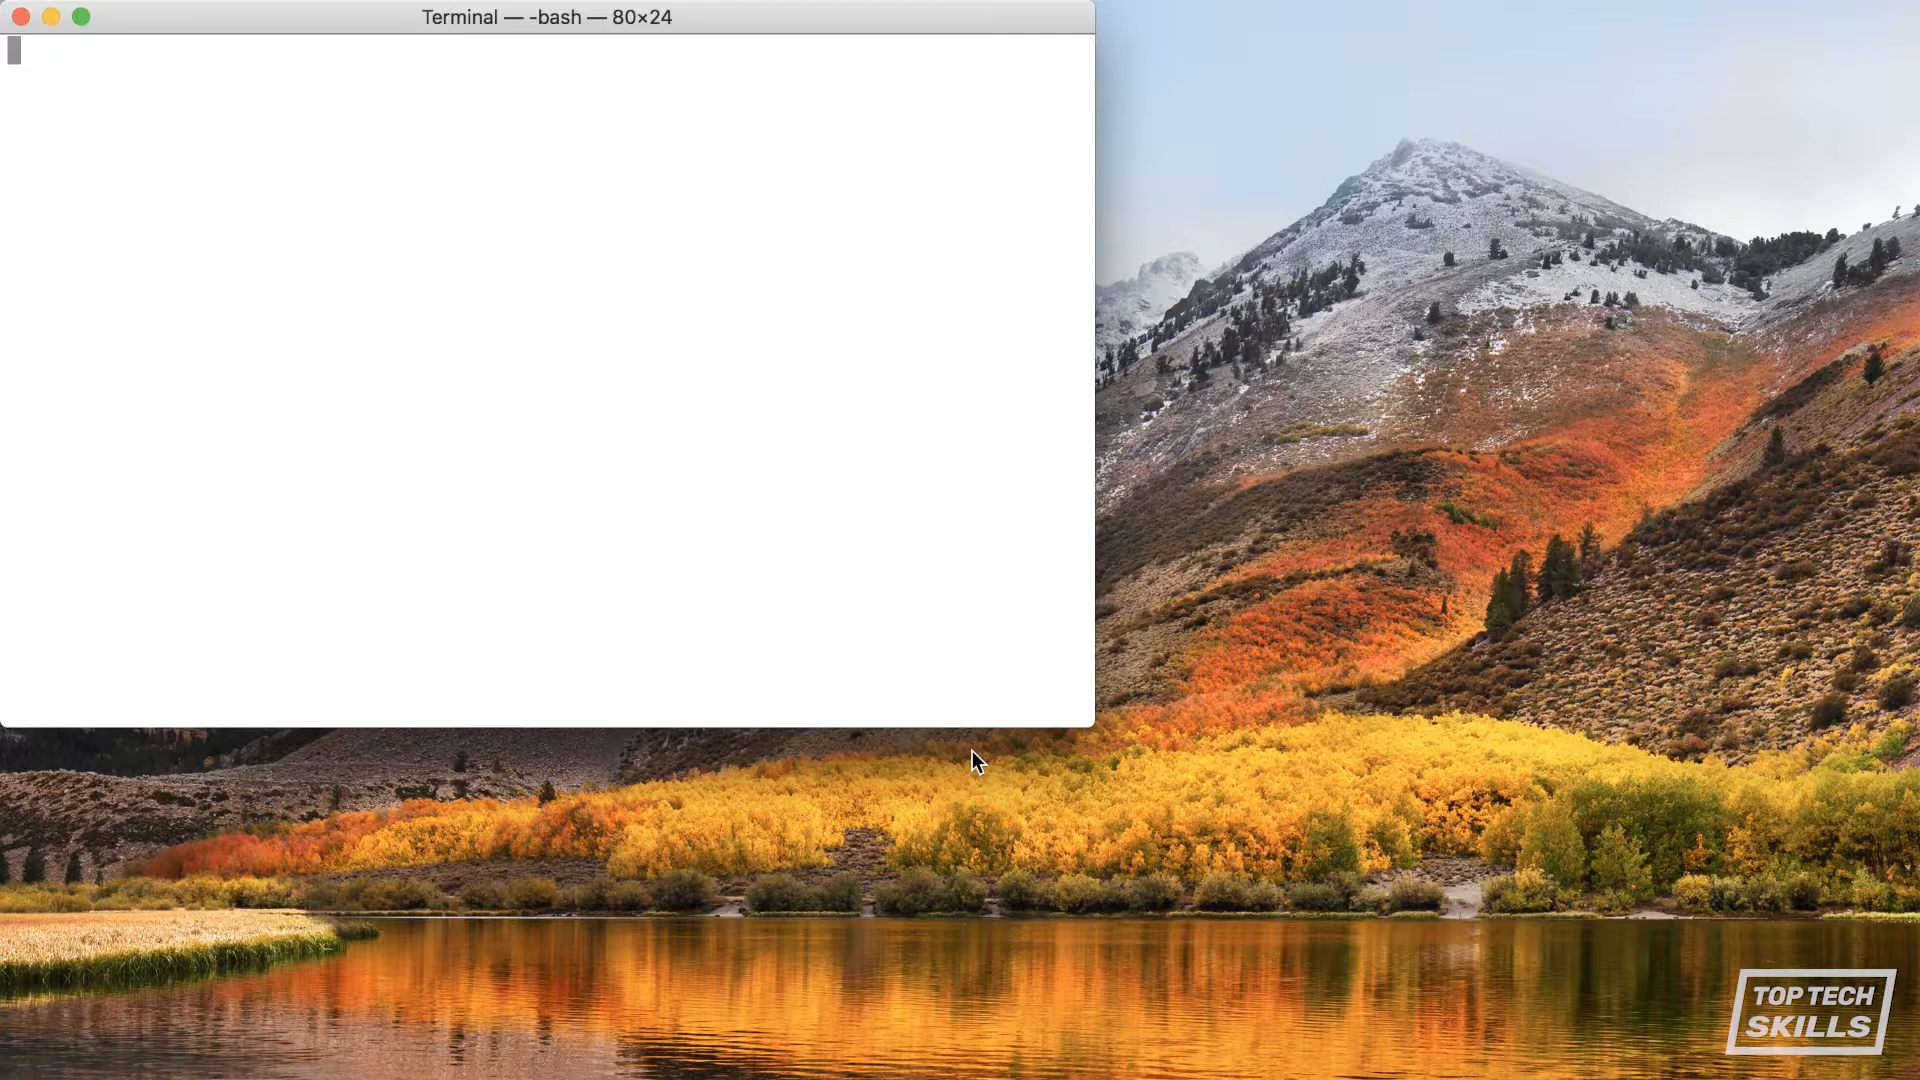 Terminal — -bash — 80×24
TOP TECH
SKILLS